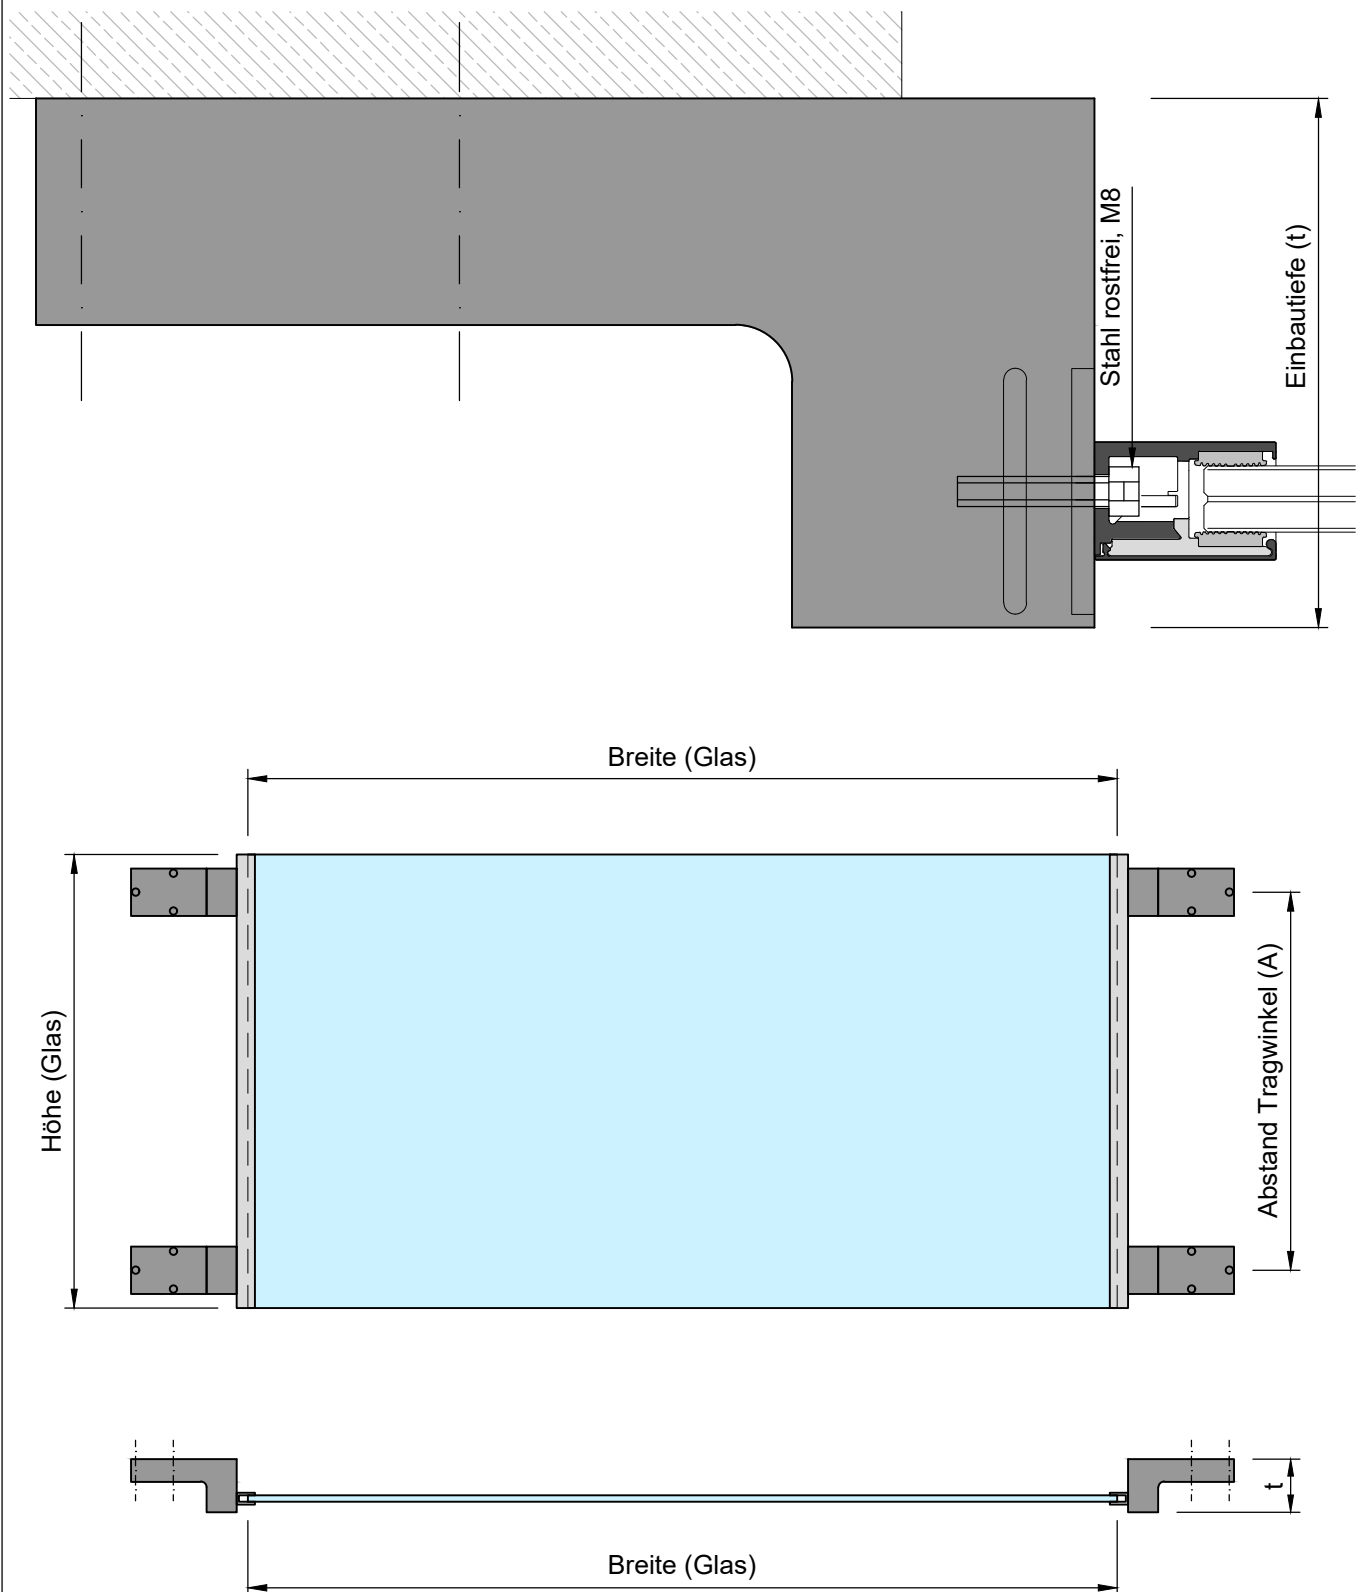 Stahl rostfrei, M8
Einbautiefe (t)
Breite (Glas)
Höhe (Glas)
Abstand Tragwinkel (A)
t
Breite (Glas)